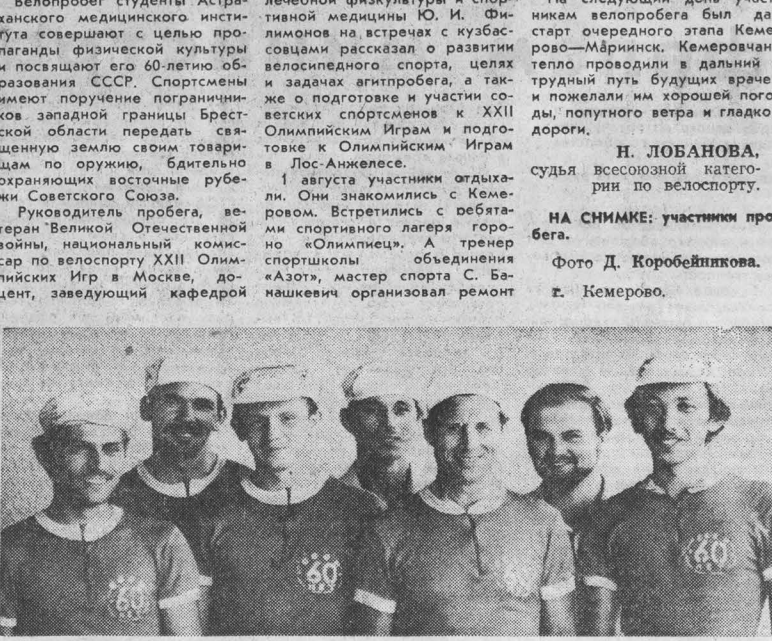 Велопробег студенты Астра-
ханского медицинского инсти-
тута совершают с целью про-
паганды физической культуры
и посвящают его 60-летию об-
разования СССР. Спортсмены
имеют поручение погранични-
ков западной границы Брест-
ской области передать свя-
щенную землю своим товари-
щам по оружию, бдительно
охраняющих восточные рубе-
жи Советского Союза.
Руководитель пробега, ве-
теран Великой Отечественной
войны, национальный комис-
сар по велоспорту XXII Олим-
пийских Игр в Москве, до-
цент, заведующий кафедрой
лечебной физкультуры и спор-
тивной медицины Ю. И. Фи-
лимонов на встречах с кузбас-
совцами рассказал о развитии
велосипедного спорта, целях
и задачах агитпробега, а так-
же о подготовке и участии со-
ветских спортсменов к XXII
Олимпийским Играм и подго-
товке к Олимпийским Играм
в Лос-Анжелесе.
1 августа участники отдыха-
ли. Они знакомились с Кеме-
ровом. Встретились с ребята-
ми спортивного лагеря горо-
но «Олимпиец». А тренер
спортшколы объединения
«Азот», мастер спорта С. Ба-
нашкевич организовал ремонт
На следующий день участ-
никам велопробега был да
старт очередного этапа Кеме
рово—Мариинск. Кемеровчан
тепло проводили в дальний
трудный путь будущих враче
и пожелали им хорошей пого
ды, попутного ветра и гладко
дороги.
Н. ЛОБАНОВА,
судья всесоюзной катего-
рии по велоспорту.
НА СНИМКЕ: участники про
бега.
Фото Д. Коробейникова.
г. Кемерово.
60
60
60
60